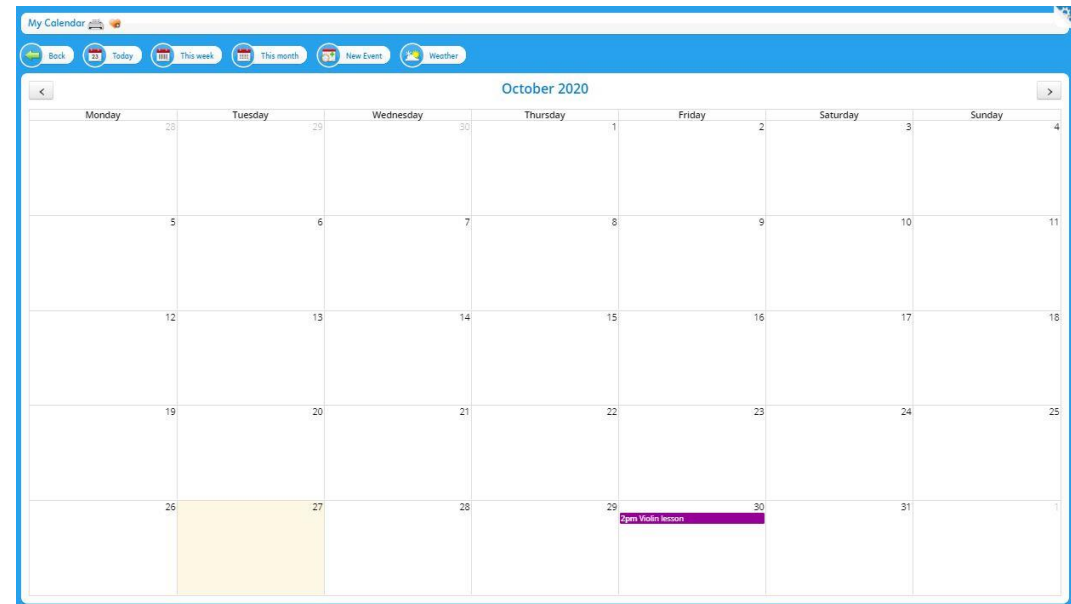 My Calendar
Back 23 Today This week This month New Event Weather
< October 2020 >
Monday Tuesday Wednesday Thursday Friday Saturday Sunday
28 29 30 1 2 3 4
5 6 7 8 9 10 11
12 13 14 15 16 17 18
19 20 21 22 23 24 25
26 27 28 29 30 31 1
2pm Violin lesson